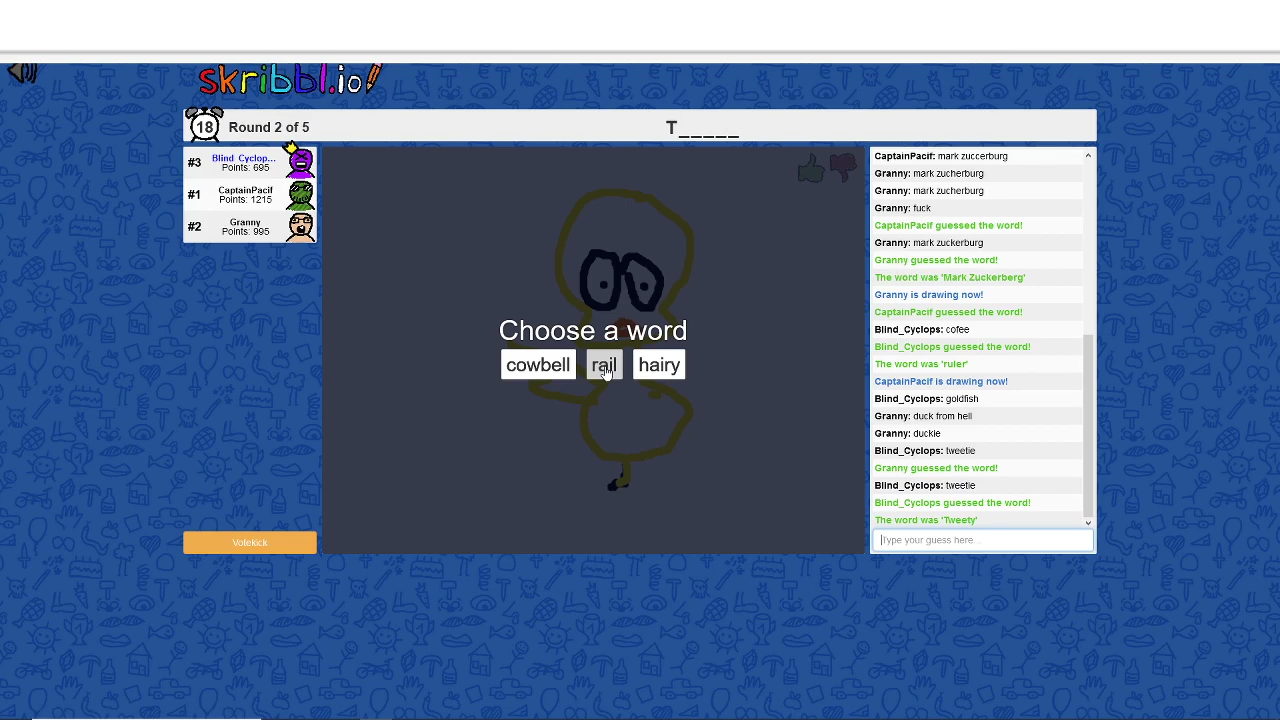 skribbl.io
18
Round 2 of 5
T_____
#3
Blind_Cyclop...
Points: 695
#1
CaptainPacif
Points: 1215
#2
Granny
Points: 995
Votekick
Choose a word
cowbell
rail
hairy
CaptainPacif: mark zuccerburg
Granny: mark zucherburg
Granny: mark zucherburg
Granny: fuck
CaptainPacif guessed the word!
Granny: mark zuckerburg
Granny guessed the word!
The word was 'Mark Zuckerberg'
Granny is drawing now!
CaptainPacif guessed the word!
Blind_Cyclops: cofee
Blind_Cyclops guessed the word!
The word was 'ruler'
CaptainPacif is drawing now!
Blind_Cyclops: goldfish
Granny: duck from hell
Granny: duckie
Blind_Cyclops: tweetie
Granny guessed the word!
Blind_Cyclops: tweetie
Blind_Cyclops guessed the word!
The word was 'Tweety'
Type your guess here...